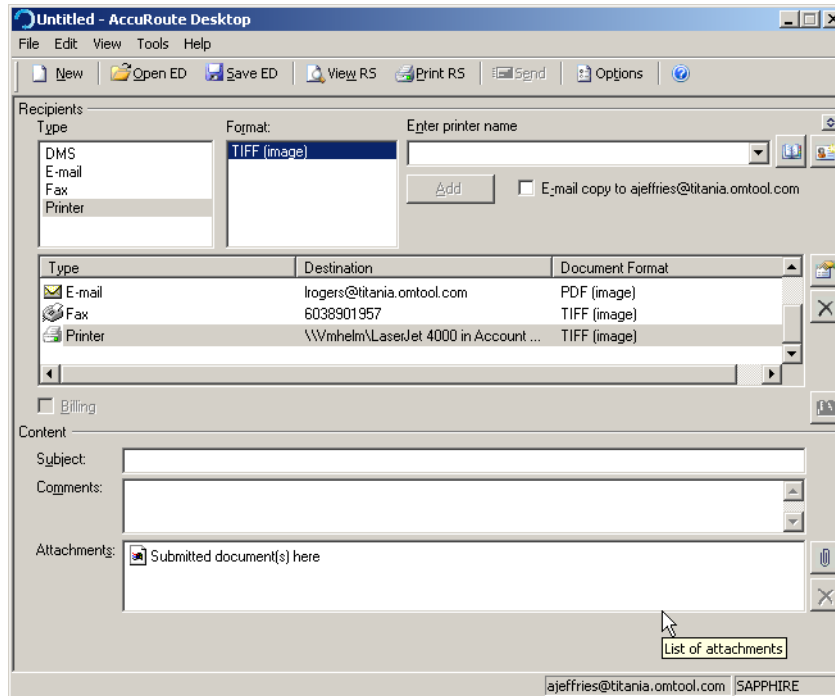 Untitled - AccuRoute Desktop
File Edit View Tools Help
New Open ED Save ED View RS Print RS Send Options
Recipients
Type Format: Enter printer name
DMS
E-mail
Fax
Printer
TIFF (image)
Add E-mail copy to ajeffries@titania.omtool.com
Type Destination Document Format
E-mail lrogers@titania.omtool.com PDF (image)
Fax 6038901957 TIFF (image)
Printer \\Vmhelm\LaserJet 4000 in Account ... TIFF (image)
Billing
Content
Subject:
Comments:
Attachments: Submitted document(s) here
List of attachments
ajeffries@titania.omtool.com SAPPHIRE